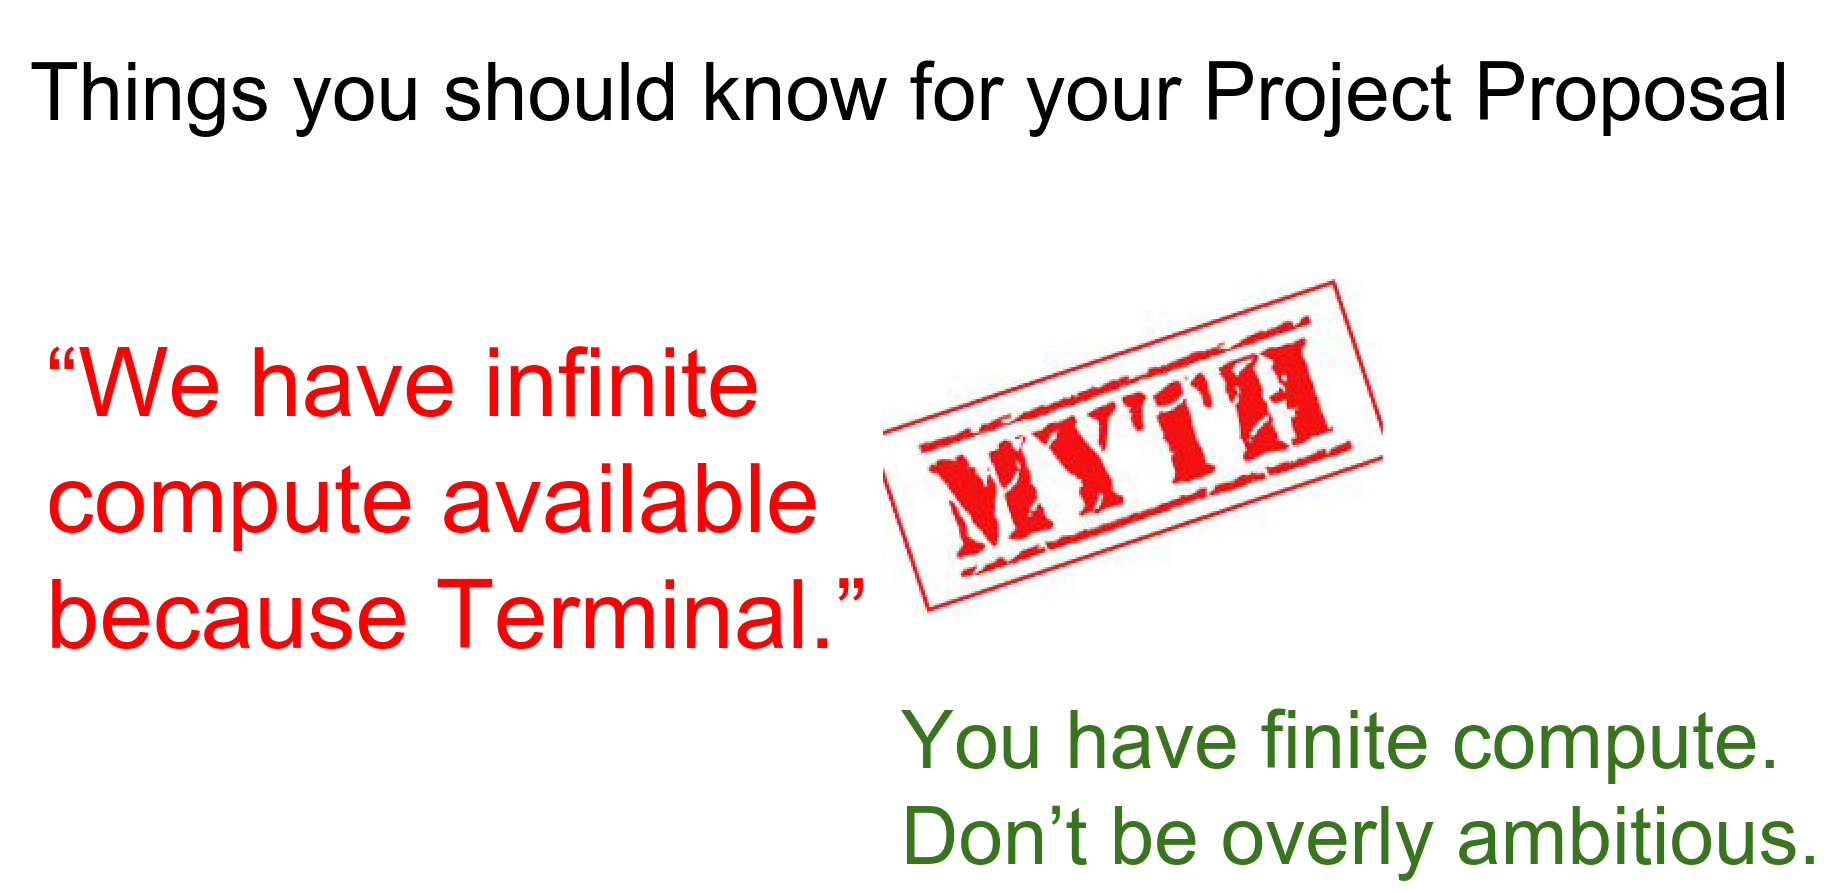 Things you should know for your Project Proposal
“We have infinite
compute available
because Terminal.”
MYTH
You have finite compute.
Don’t be overly ambitious.